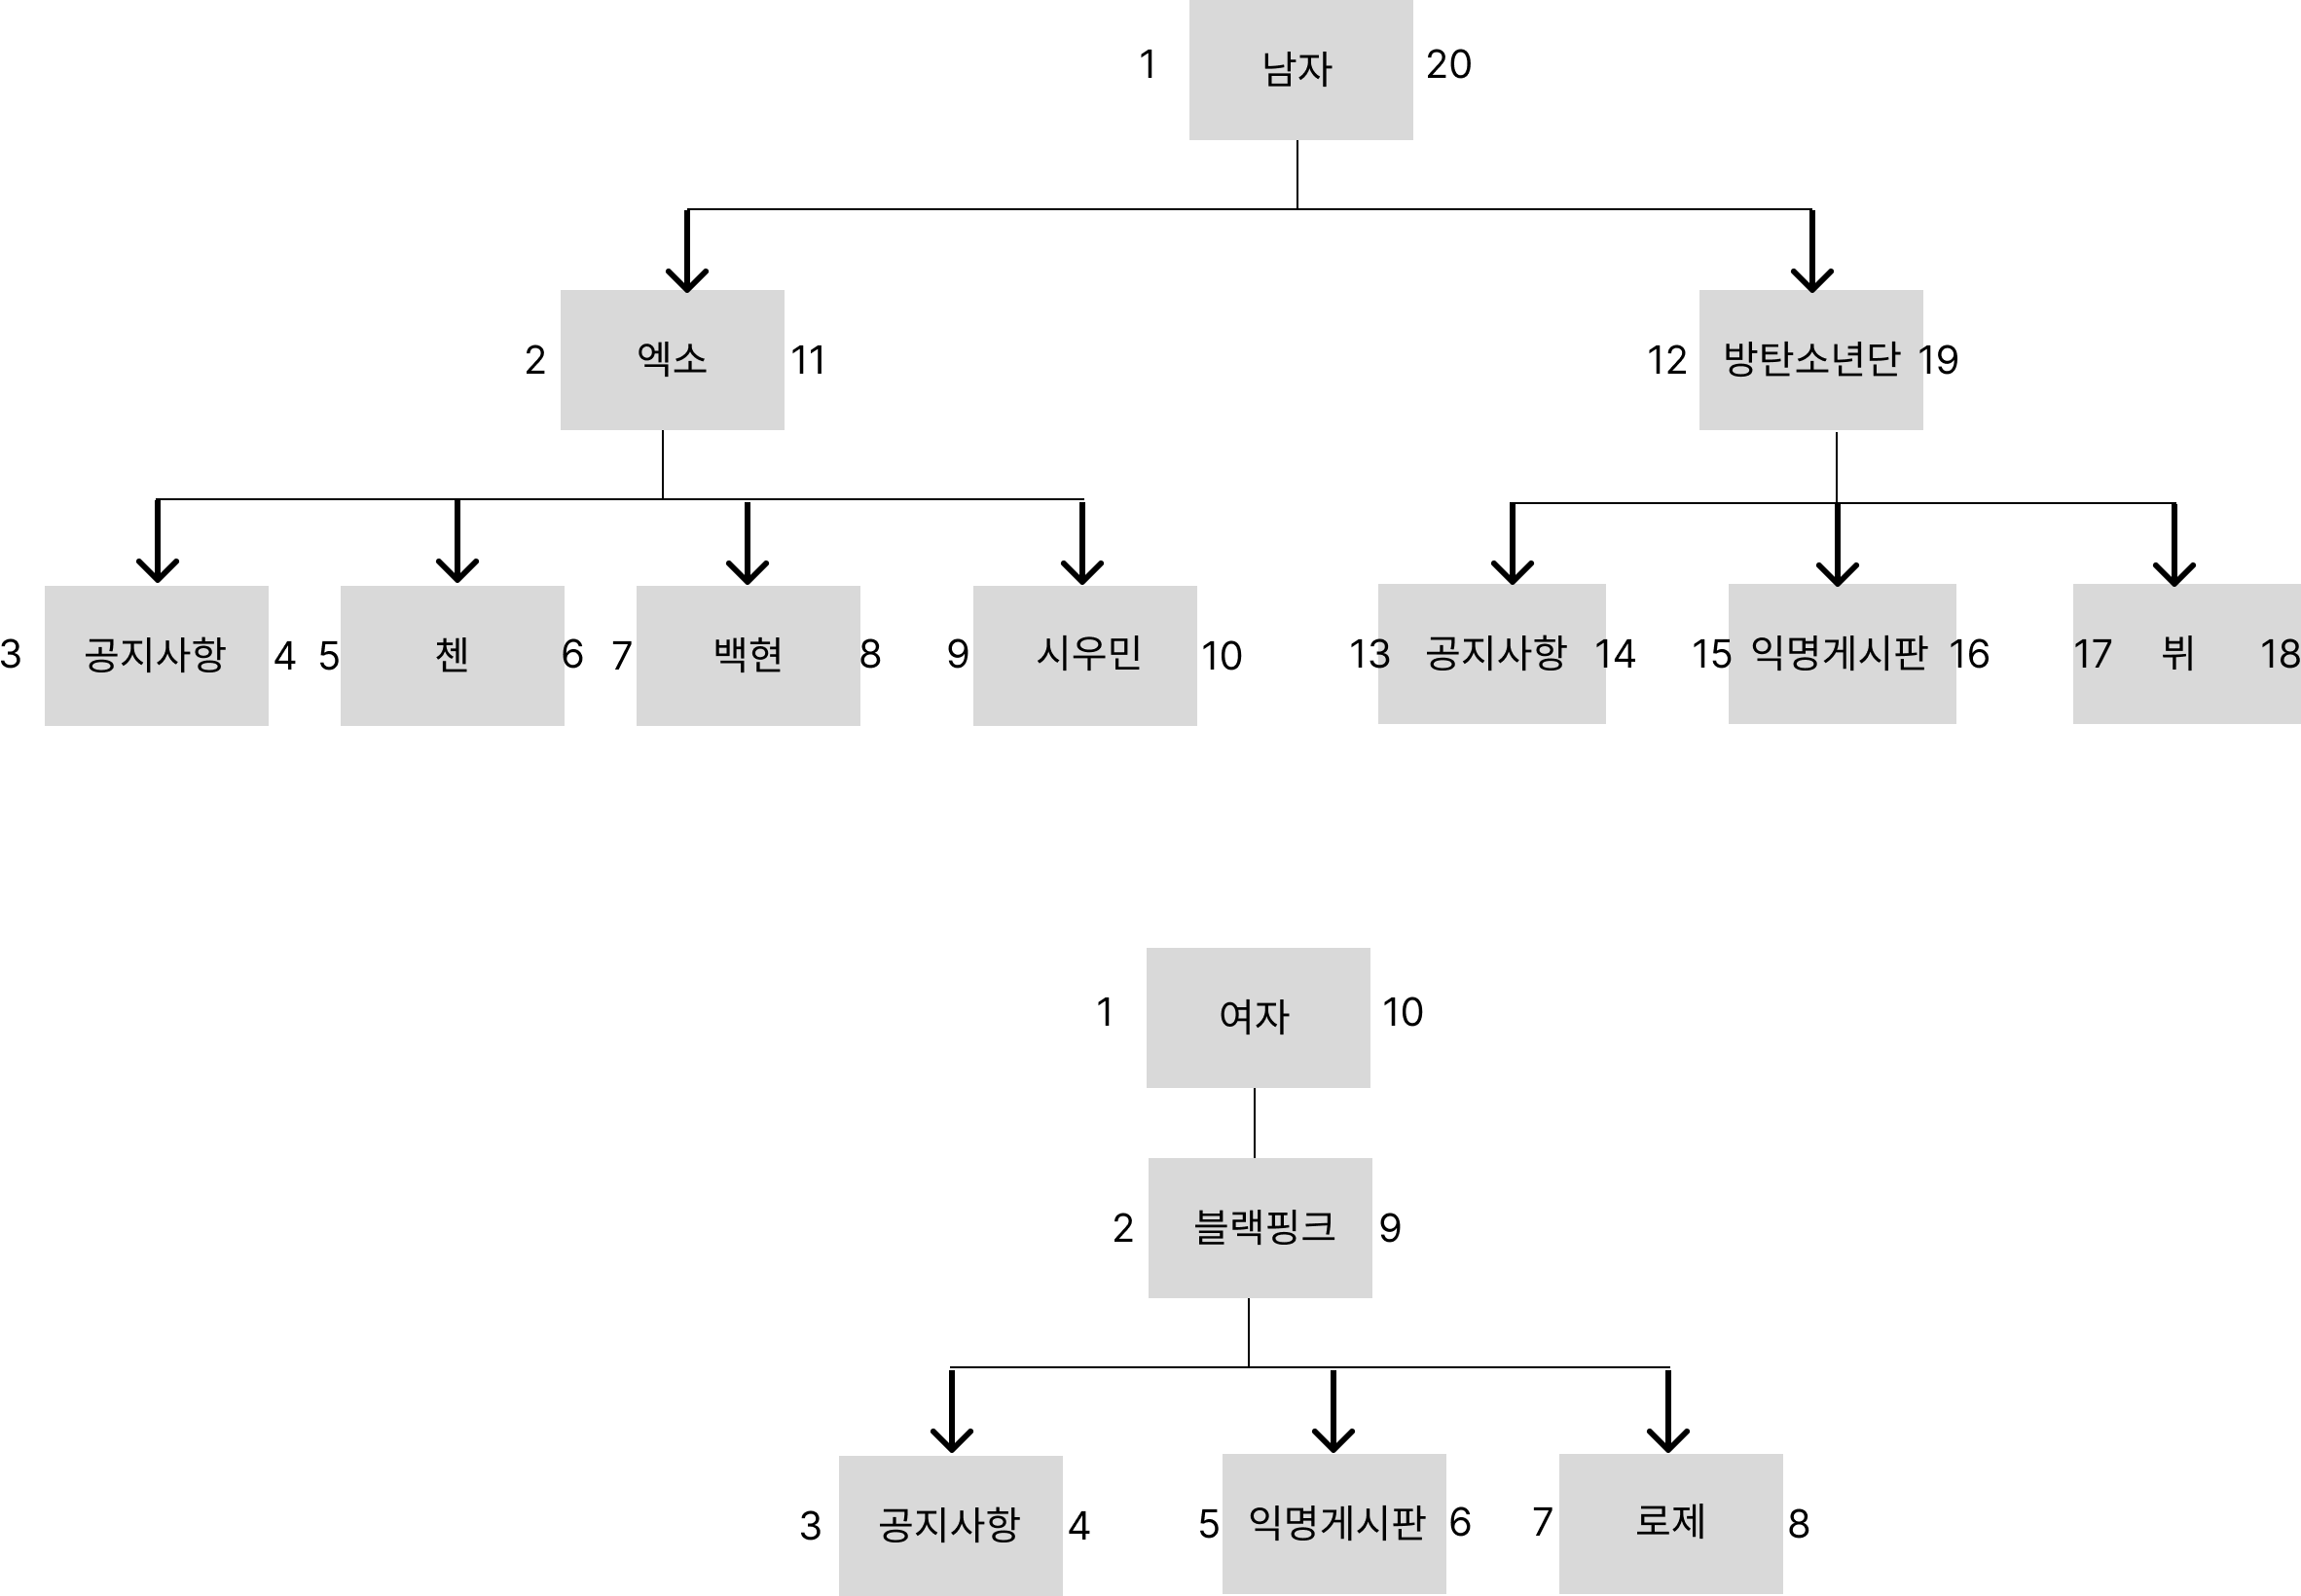 1 남자 20
2 엑소 11
12 방탄소년단 19
3 공지사항 4
5 첸 6
7 백현 8
9 시우민 10
13 공지사항 14
15 익명게시판 16
17 뷔 18
1 여자 10
2 블랙핑크 9
3 공지사항 4
5 익명게시판 6
7 로제 8